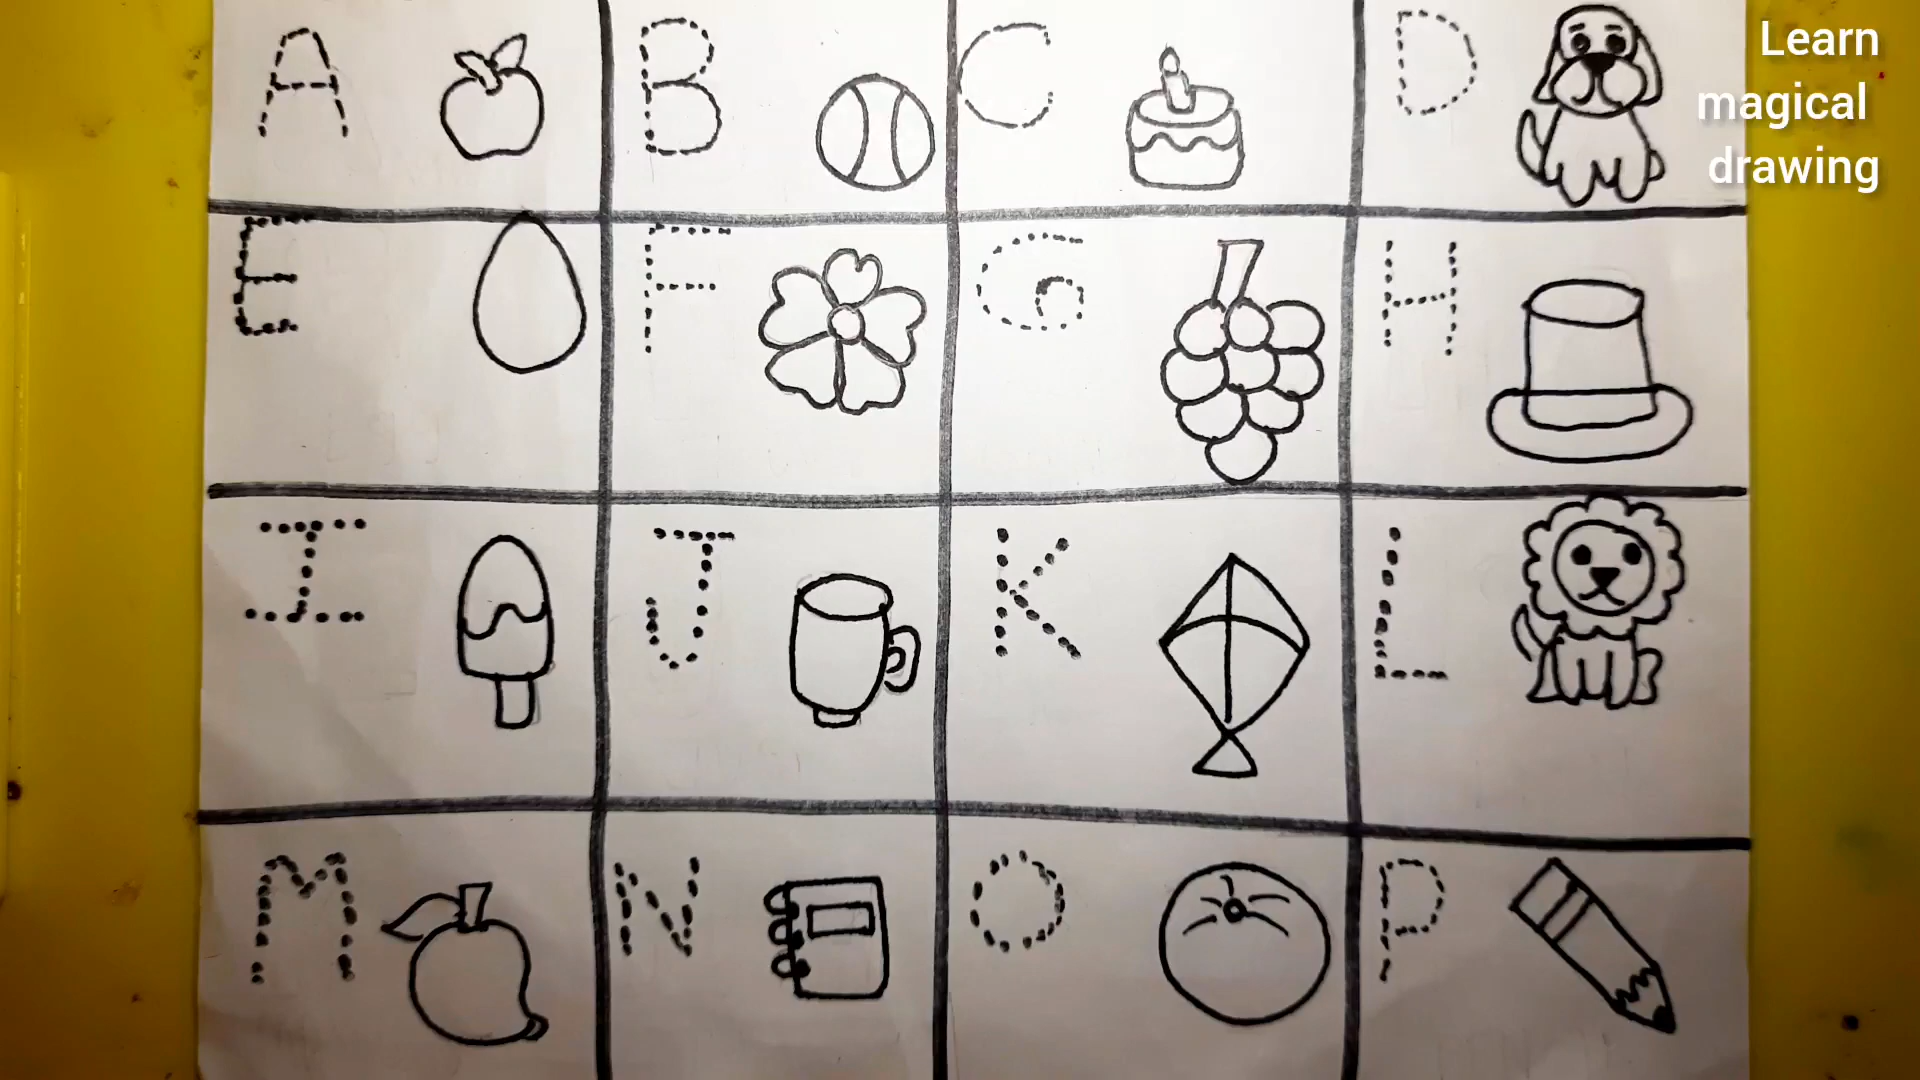 Learn
magical
drawing
A B C D
E F G H
I J K L
M N O P